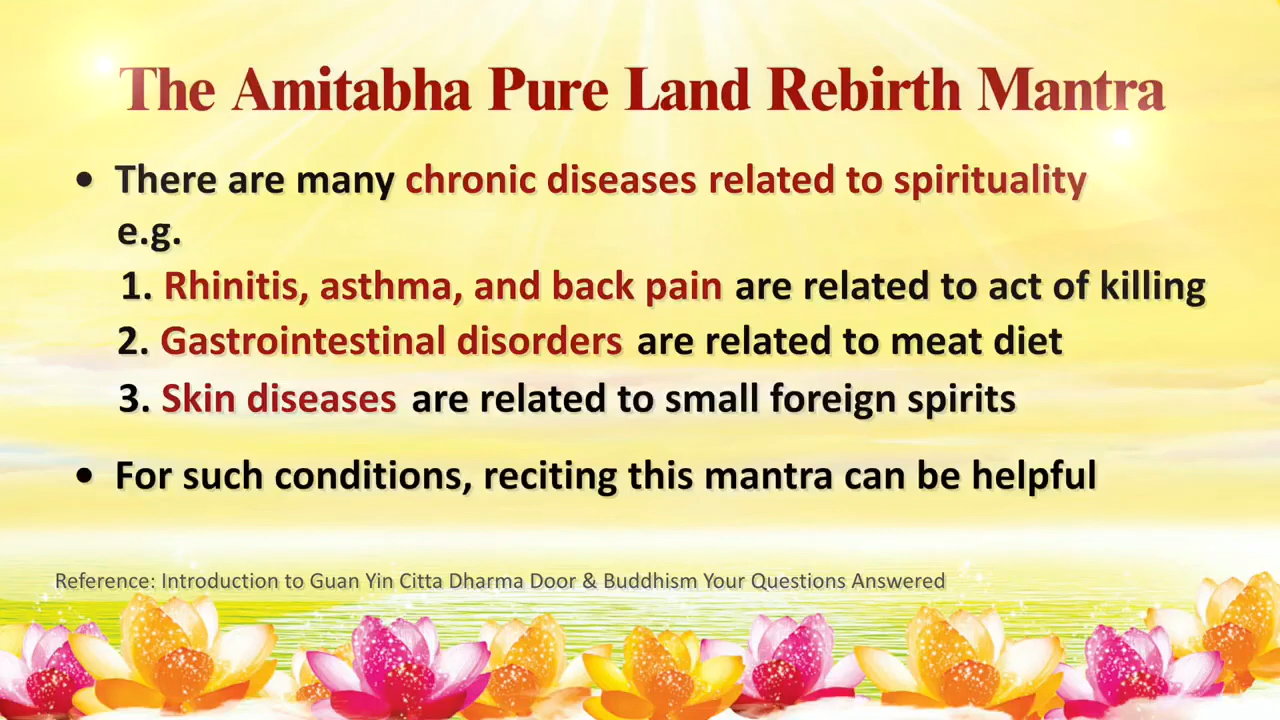 The Amitabha Pure Land Rebirth Mantra
• There are many chronic diseases related to spirituality
e.g.
1. Rhinitis, asthma, and back pain are related to act of killing
2. Gastrointestinal disorders are related to meat diet
3. Skin diseases are related to small foreign spirits
• For such conditions, reciting this mantra can be helpful
Reference: Introduction to Guan Yin Citta Dharma Door & Buddhism Your Questions Answered